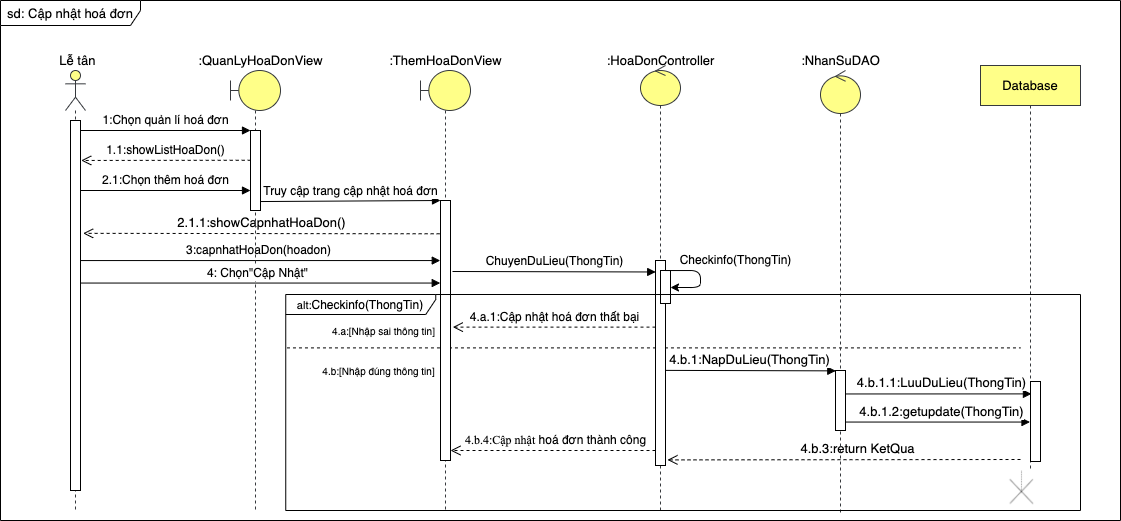 sd: Cập nhật hoá đơn
Lễ tân
:QuanLyHoaDonView
:ThemHoaDonView
:HoaDonController
:NhanSuDAO
Database
1:Chọn quản lí hoá đơn
1.1:showListHoaDon()
2.1:Chọn thêm hoá đơn
Truy cập trang cập nhật hoá đơn
2.1.1:showCapnhatHoaDon()
3:capnhatHoaDon(hoadon)
ChuyenDuLieu(ThongTin)
Checkinfo(ThongTin)
4: Chọn"Cập Nhật"
alt:Checkinfo(ThongTin)
4.a.1:Cập nhật hoá đơn thất bại
4.a:[Nhập sai thông tin]
4.b:[Nhập đúng thông tin]
4.b.1:NapDuLieu(ThongTin)
4.b.1.1:LuuDuLieu(ThongTin)
4.b.1.2:getupdate(ThongTin)
4.b.4:Cập nhật hoá đơn thành công
4.b.3:return KetQua